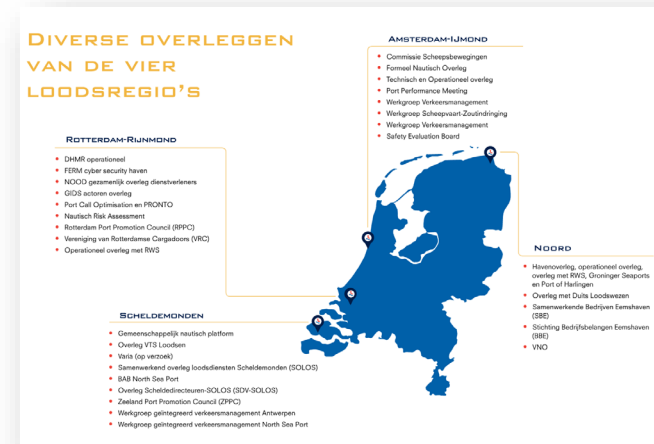 DIVERSE OVERLEGGEN
VAN DE VIER
LOODSREGIO'S
AMSTERDAM-IJMOND
Commissie Scheepsbewegingen
Formeel Nautisch Overleg
Technisch en Operationeel overleg
Port Performance Meeting
Werkgroep Verkeersmanagement
Werkgroep Scheepvaart-Zoutindringing
Werkgroep Verkeersmanagement
Safety Evaluation Board
ROTTERDAM-RIJNMOND
DHMR operationeel
FERM cyber security haven
NOOD gezamenlijk overleg dienstverleners
GIDS actoren overleg
Port Call Optimisation en PRONTO
Nautisch Risk Assessment
Rotterdam Port Promotion Council (RPPC)
Vereniging van Rotterdamse Cargadoors (VRC)
Operationeel overleg met RWS
NOORD
Havenoverleg, operationeel overleg,
overleg met RWS, Groninger Seaports
en Port of Harlingen
Overleg met Duits Loodswezen
Samenwerkende Bedrijven Eemshaven
(SBE)
Stichting Bedrijfsbelangen Eemshaven
(BBE)
VNO
SCHELDEMONDEN
Gemeenschappelijk nautisch platform
Overleg VTS Loodsen
Varia (op verzoek)
Samenwerkend overleg loodsdiensten Scheldemonden (SOLOS)
BAB North Sea Port
Overleg Scheldedirecteuren-SOLOS (SDV-SOLOS)
Zeeland Port Promotion Council (ZPPC)
Werkgroep geïntegreerd verkeersmanagement Antwerpen
Werkgroep geïntegreerd verkeersmanagement North Sea Port